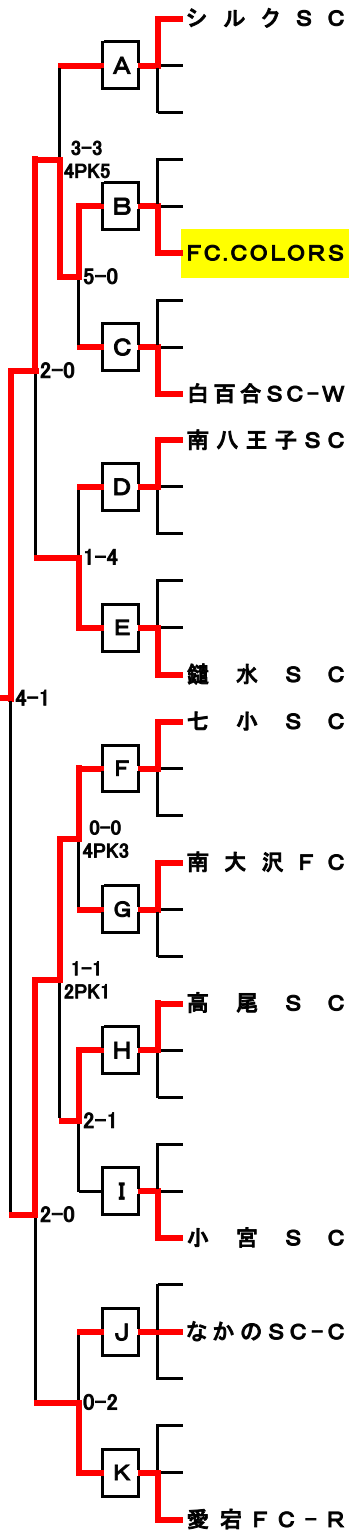 シルクSC
A
3-3
4PK5
B
FC.COLORS
5-0
C
2-0
白百合SC-W
南八王子SC
D
1-4
E
鑓水SC
4-1
七小SC
F
0-0
4PK3
南大沢FC
G
1-1
2PK1
高尾SC
H
2-1
I
2-0
小宮SC
J
なかのSC-C
0-2
K
愛宕FC-R